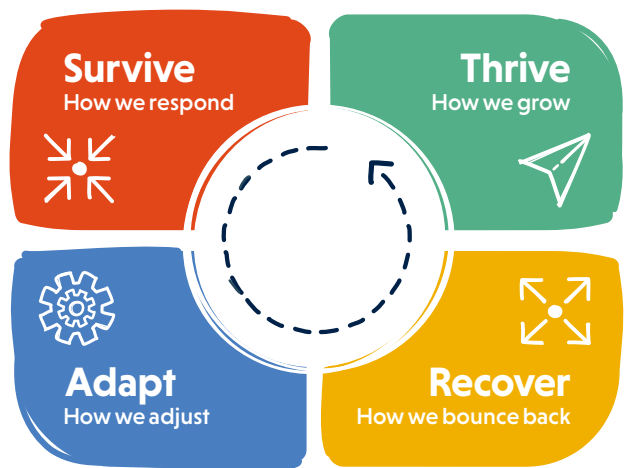 Survive
How we respond
Thrive
How we grow
Adapt
How we adjust
Recover
How we bounce back